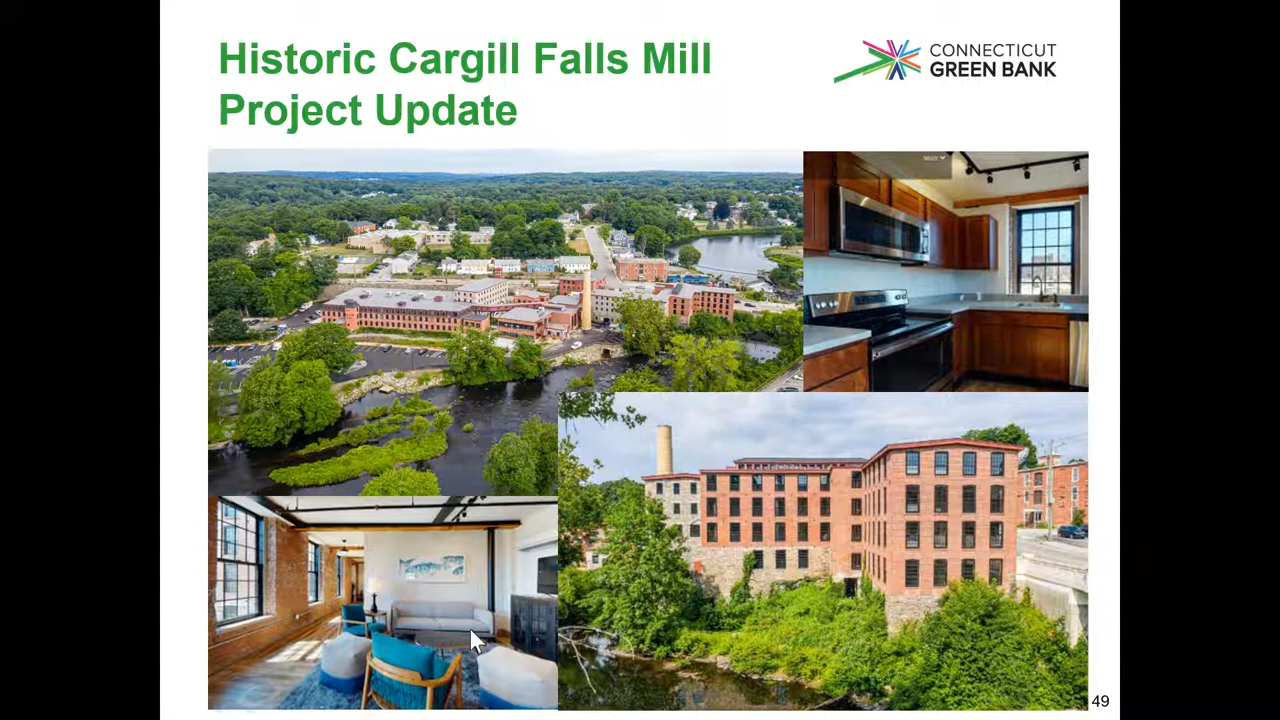 Historic Cargill Falls Mill
Project Update
CONNECTICUT
GREEN BANK
49